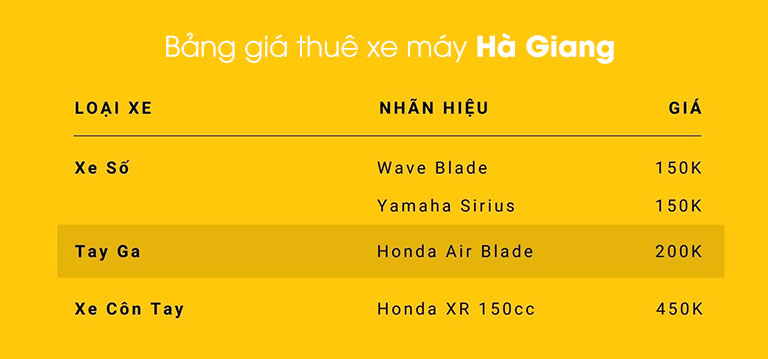 Bảng giá thuê xe máy Hà Giang
LOẠI XE NHÃN HIỆU GIÁ
Xe Số Wave Blade 150K
Yamaha Sirius 150K
Tay Ga Honda Air Blade 200K
Xe Côn Tay Honda XR 150cc 450K